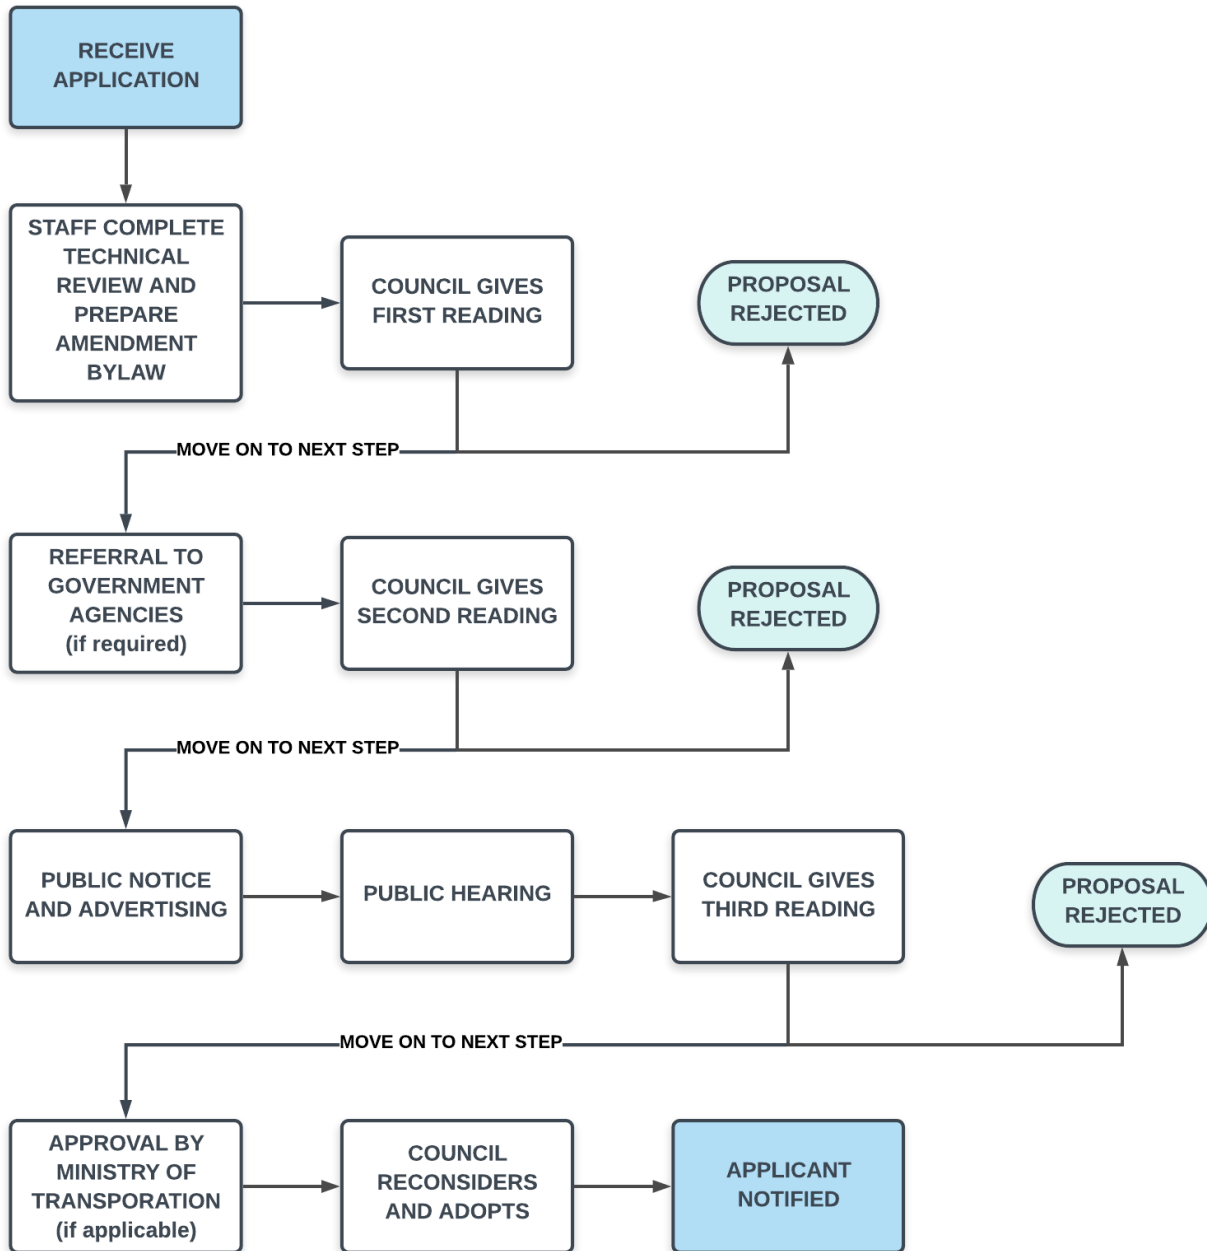 RECEIVE
APPLICATION
STAFF COMPLETE
TECHNICAL
REVIEW AND
PREPARE
AMENDMENT
BYLAW
COUNCIL GIVES
FIRST READING
PROPOSAL
REJECTED
MOVE ON TO NEXT STEP
REFERRAL TO
GOVERNMENT
AGENCIES
(if required)
COUNCIL GIVES
SECOND READING
PROPOSAL
REJECTED
MOVE ON TO NEXT STEP
PUBLIC NOTICE
AND ADVERTISING
PUBLIC HEARING
COUNCIL GIVES
THIRD READING
PROPOSAL
REJECTED
MOVE ON TO NEXT STEP
APPROVAL BY
MINISTRY OF
TRANSPORATION
(if applicable)
COUNCIL
RECONSIDERS
AND ADOPTS
APPLICANT
NOTIFIED